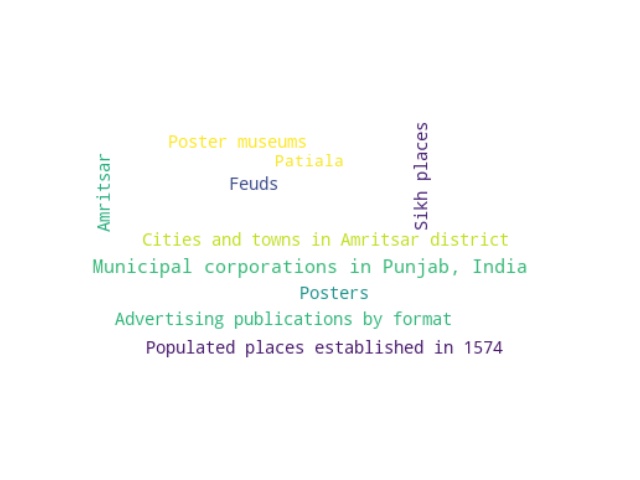 Poster museums
Patiala
Feuds
Amritsar
Sikh places
Cities and towns in Amritsar district
Municipal corporations in Punjab, India
Posters
Advertising publications by format
Populated places established in 1574